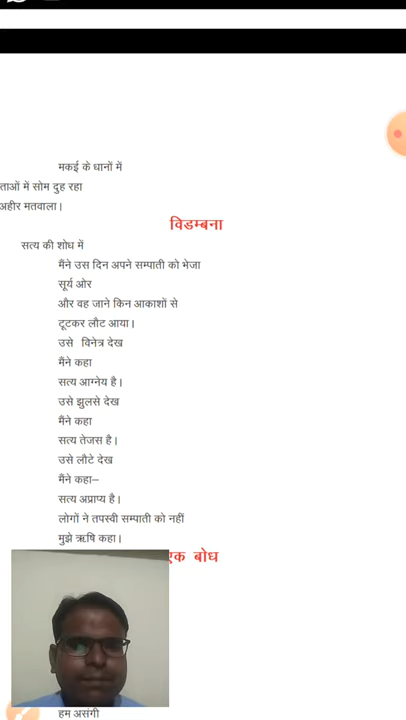 मकई के धानों में
ताओं में सोम दुह रहा
अहीर मतवाला।
विडम्बना
सत्य की शोध में
मैंने उस दिन अपने सम्पाती को भेजा
सूर्य ओर
और वह जाने किन आकाशों से
टूटकर लौट आया।
उसे विनेत्र देख
मैंने कहा
सत्य आग्नेय है।
उसे झुलसे देख
मैंने कहा
सत्य तेजस है।
उसे लौटे देख
मैंने कहा—
सत्य अप्राप्य है।
लोगों ने तपस्वी सम्पाती को नहीं
मुझे ऋषि कहा।
एक बोध
हम असंगी